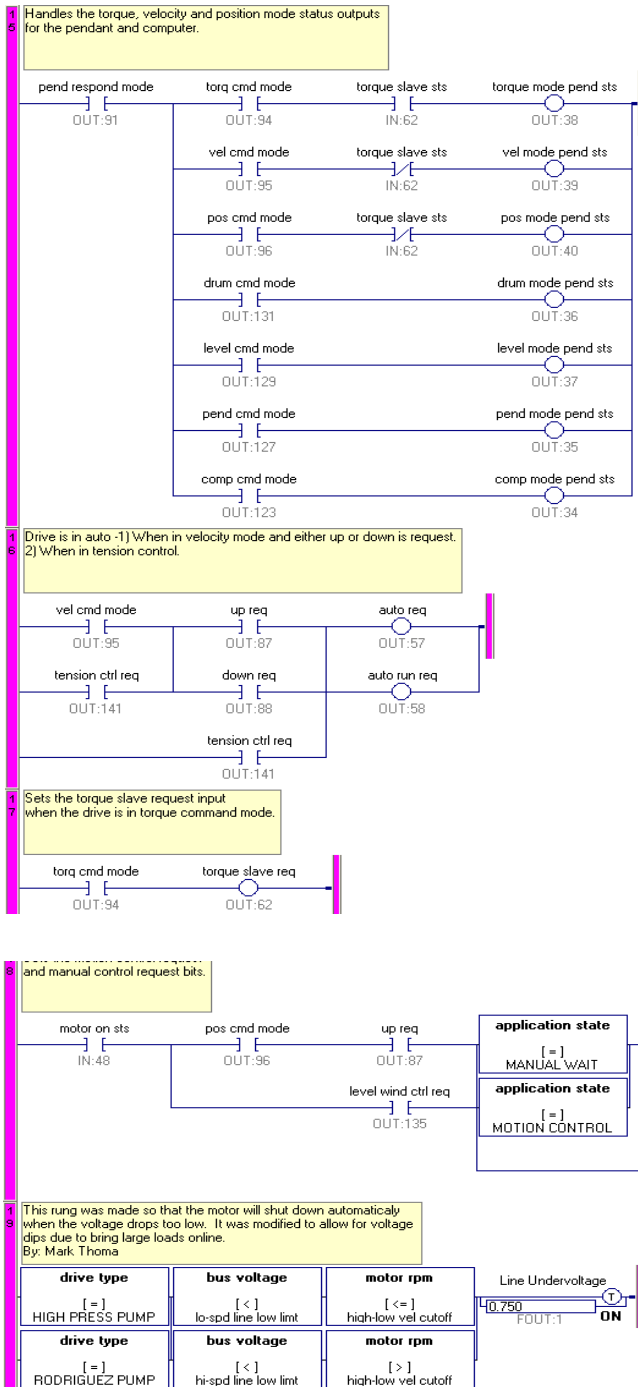 1
5
Handles the torque, velocity and position mode status outputs
for the pendant and computer.
pend respond mode torq cmd mode torque slave sts torque mode pend sts
OUT:91 OUT:94 IN:62 OUT:38
vel cmd mode torque slave sts vel mode pend sts
OUT:95 IN:62 OUT:39
pos cmd mode torque slave sts pos mode pend sts
OUT:96 IN:62 OUT:40
drum cmd mode drum mode pend sts
OUT:131 OUT:36
level cmd mode level mode pend sts
OUT:129 OUT:37
pend cmd mode pend mode pend sts
OUT:127 OUT:35
comp cmd mode comp mode pend sts
OUT:123 OUT:34
1
6
Drive is in auto -1) When in velocity mode and either up or down is request.
2) When in tension control.
vel cmd mode up req auto req
OUT:95 OUT:87 OUT:57
tension ctrl req down req auto run req
OUT:141 OUT:88 OUT:58
tension ctrl req
OUT:141
1
7
Sets the torque slave request input
when the drive is in torque command mode.
torq cmd mode torque slave req
OUT:94 OUT:62
8
and manual control request bits.
motor on sts pos cmd mode up req application state
IN:48 OUT:96 OUT:87 [ = ]
MANUAL WAIT
level wind ctrl req application state
OUT:135 [ = ]
MOTION CONTROL
1
9
This rung was made so that the motor will shut down automaticaly
when the voltage drops too low. It was modified to allow for voltage
dips due to bring large loads online.
By: Mark Thoma
drive type bus voltage motor rpm Line Undervoltage
[ = ] [ < ] [ <= ] 0.750 T
HIGH PRESS PUMP lo-spd line low limt high-low vel cutoff FOUT:1 ON
drive type bus voltage motor rpm
[ = ] [ < ] [ > ]
RODRIGUEZ PUMP hi-spd line low limt high-low vel cutoff